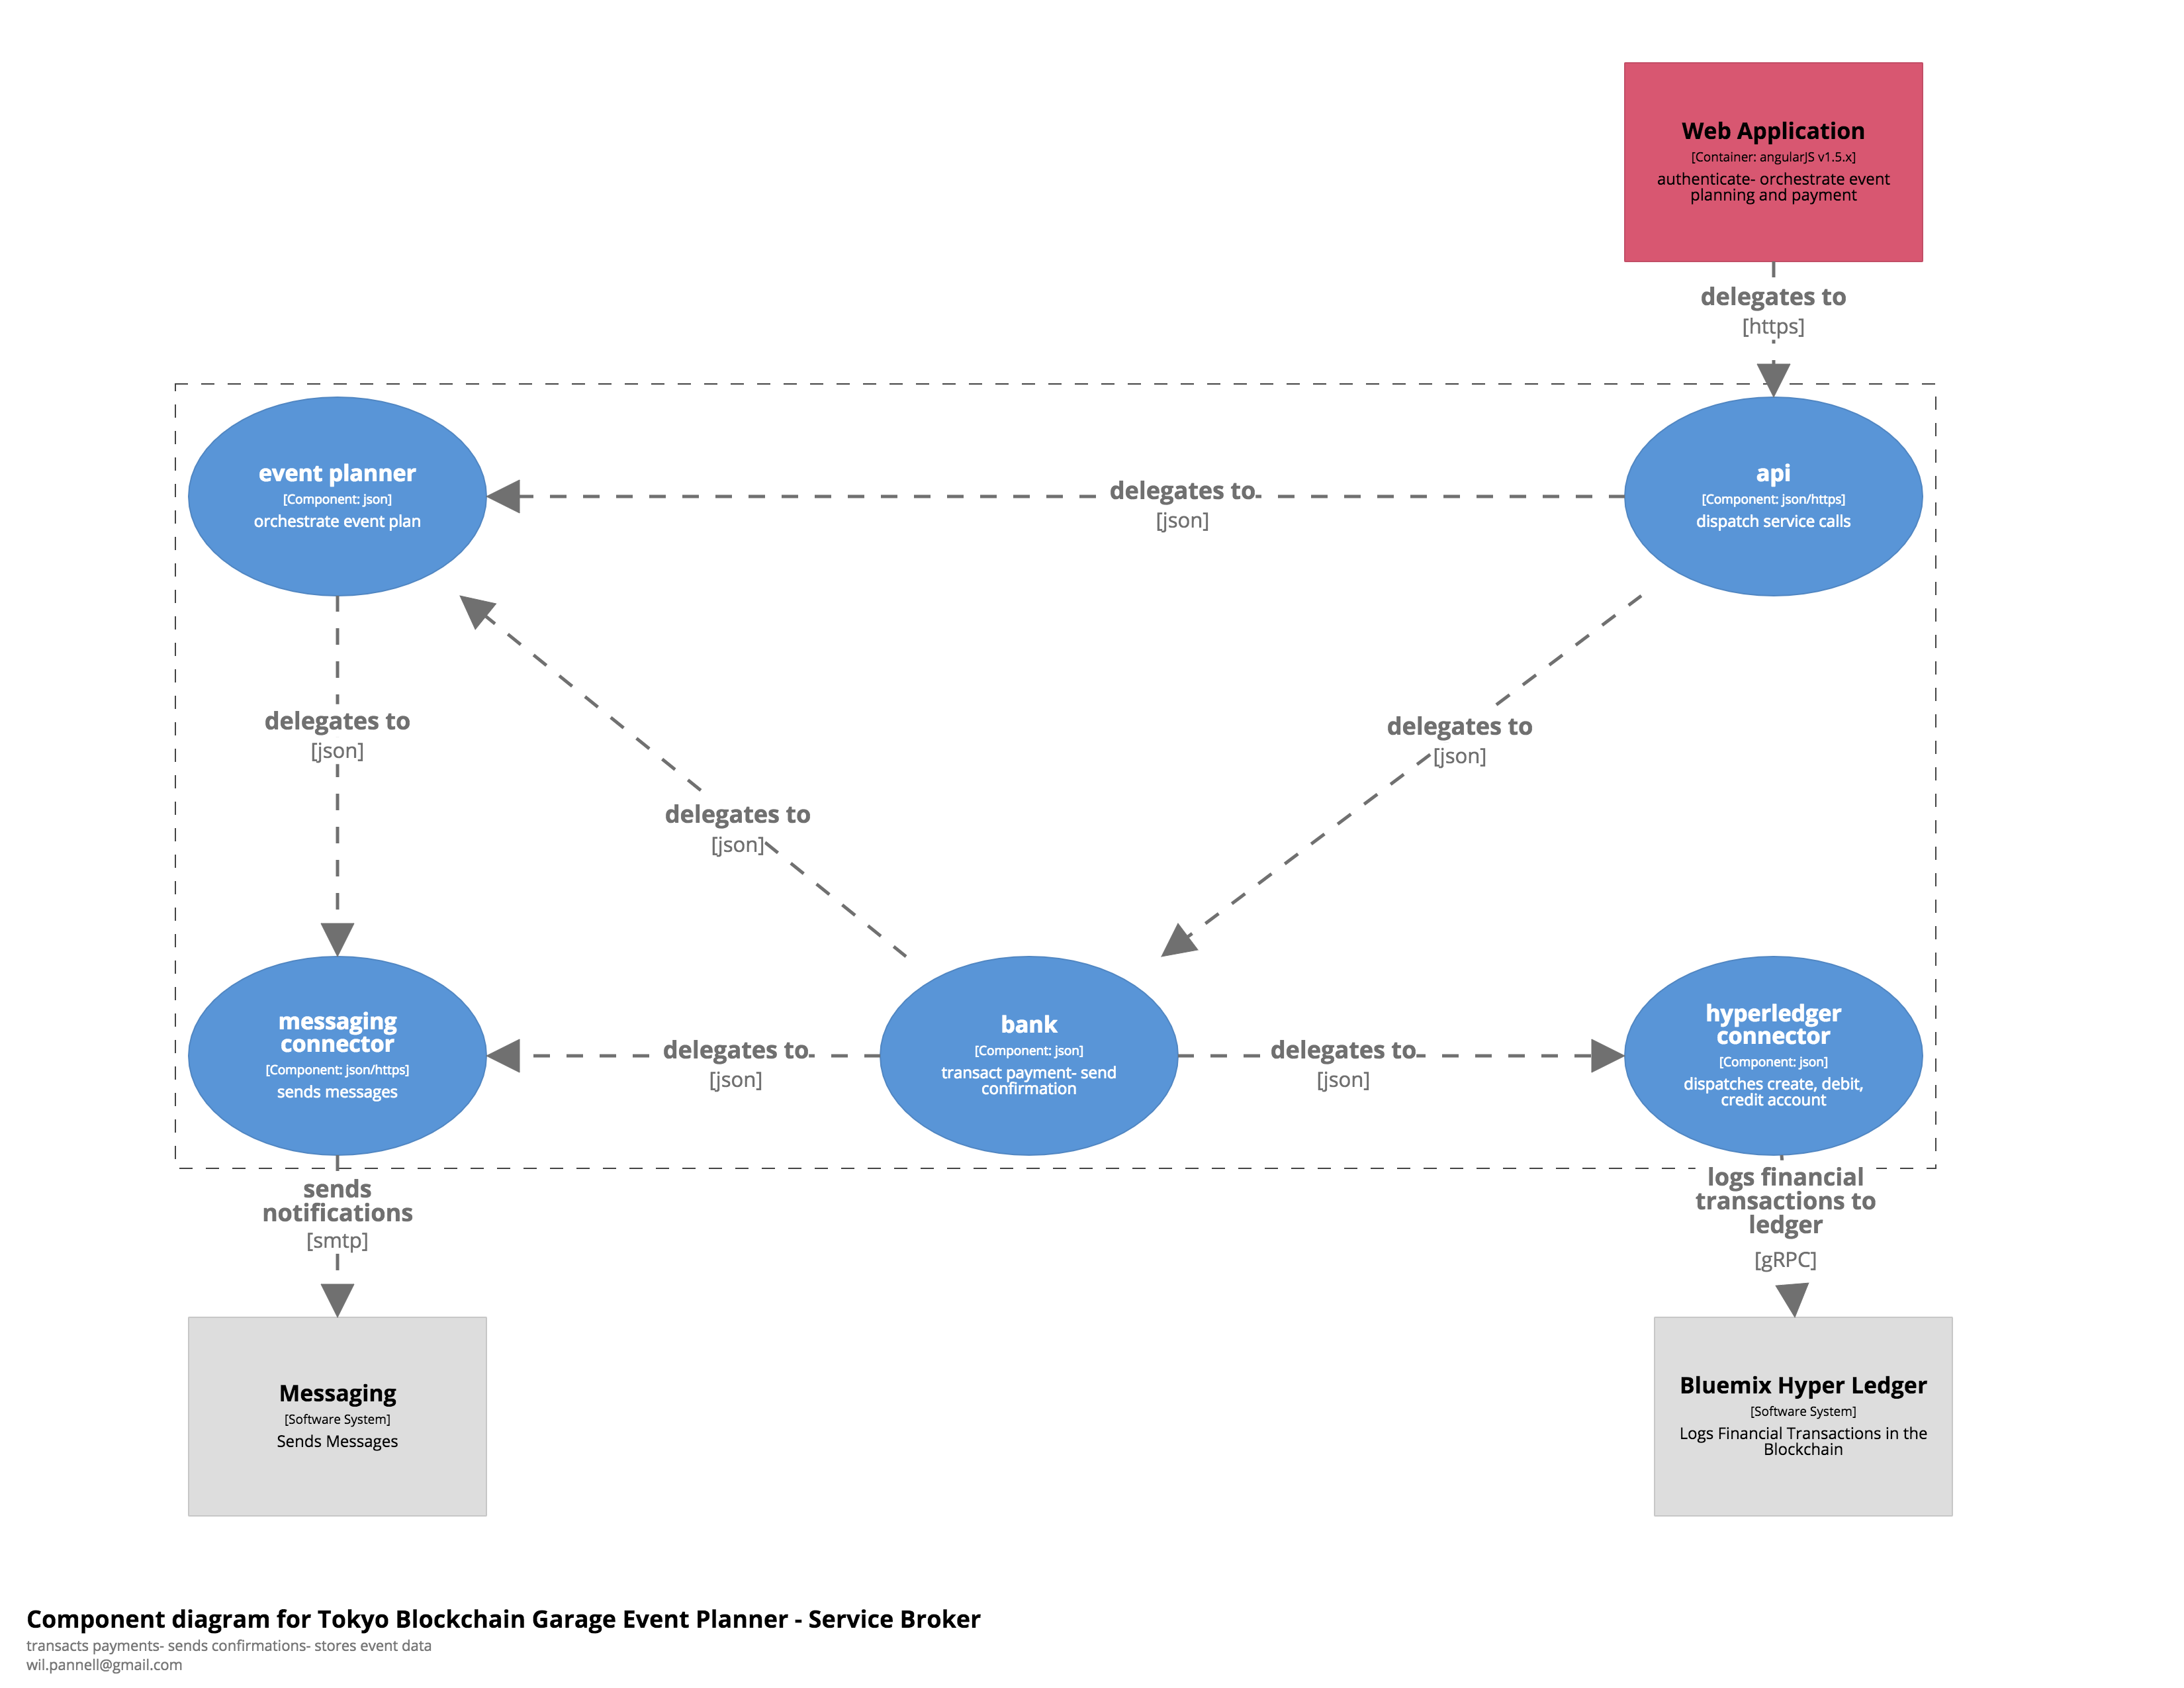 Web Application
[Container: angularJS v1.5.x]
authenticate- orchestrate event
planning and payment
delegates to
[https]
event planner
[Component: json]
orchestrate event plan
delegates to
[json]
api
[Component: json/https]
dispatch service calls
delegates to
[json]
delegates to
[json]
delegates to
[json]
messaging
connector
[Component: json/https]
sends messages
delegates to
[json]
bank
[Component: json]
transact payment- send
confirmation
delegates to
[json]
hyperledger
connector
[Component: json]
dispatches create, debit,
credit account
sends
notifications
[smtp]
logs financial
transactions to
ledger
[gRPC]
Messaging
[Software System]
Sends Messages
Bluemix Hyper Ledger
[Software System]
Logs Financial Transactions in the
Blockchain
Component diagram for Tokyo Blockchain Garage Event Planner - Service Broker
transacts payments- sends confirmations- stores event data
wil.pannell@gmail.com